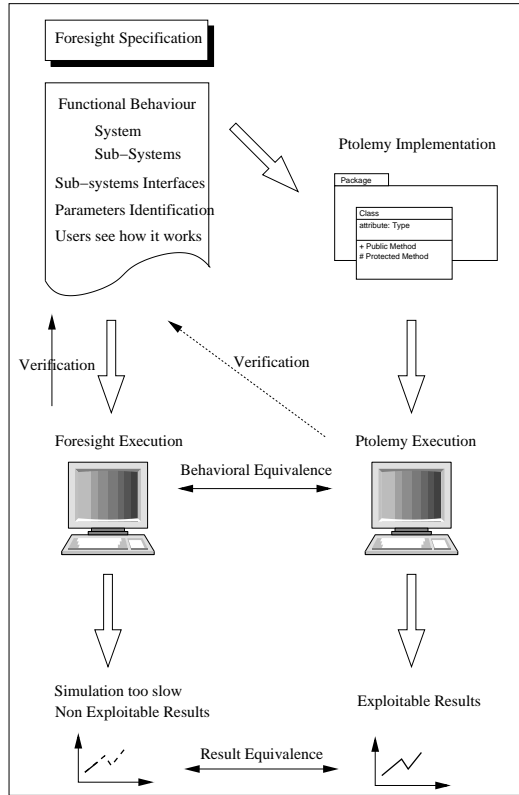 Foresight Specification
Functional Behaviour
System
Sub−Systems
Sub−systems Interfaces
Parameters Identification
Users see how it works
Ptolemy Implementation
Package
Class
attribute: Type
+ Public Method
# Protected Method
Verification
Verification
Foresight Execution
Ptolemy Execution
Behavioral Equivalence
Simulation too slow
Non Exploitable Results
Exploitable Results
Result Equivalence